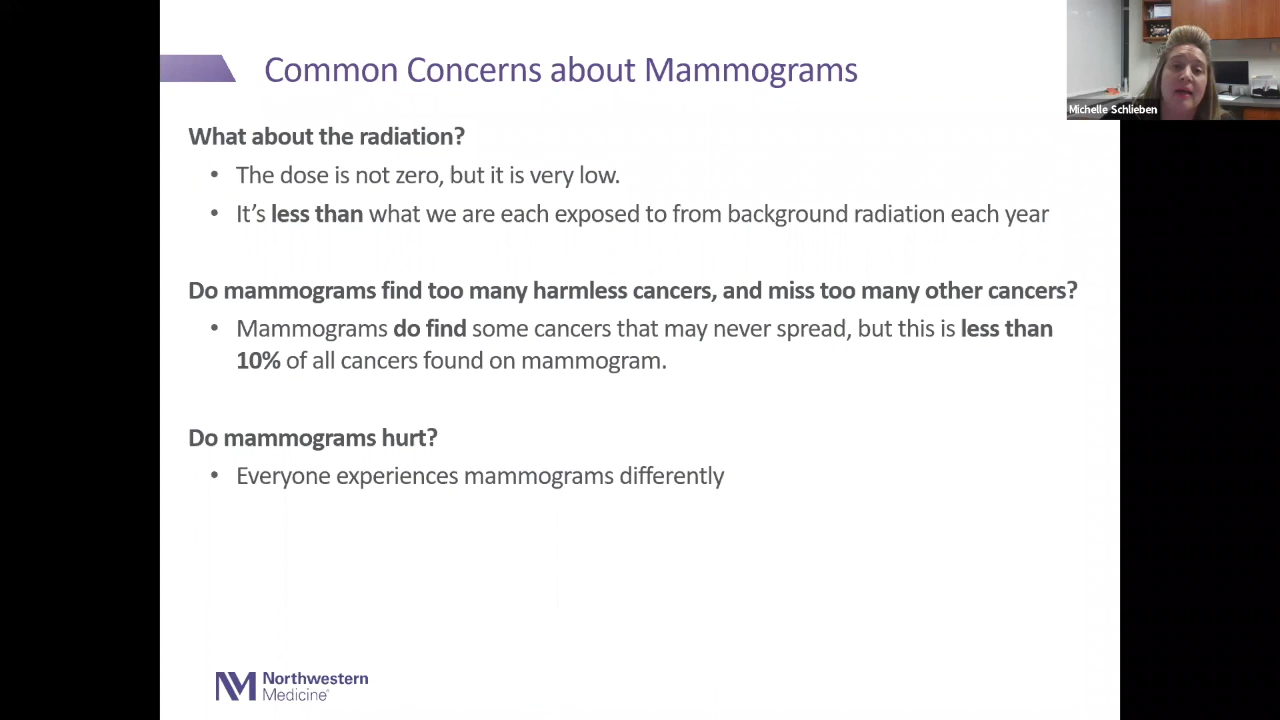 Common Concerns about Mammograms
Michelle Schlieben
What about the radiation?
• The dose is not zero, but it is very low.
• It’s less than what we are each exposed to from background radiation each year
Do mammograms find too many harmless cancers, and miss too many other cancers?
• Mammograms do find some cancers that may never spread, but this is less than
10% of all cancers found on mammogram.
Do mammograms hurt?
• Everyone experiences mammograms differently
NM Northwestern
Medicine®